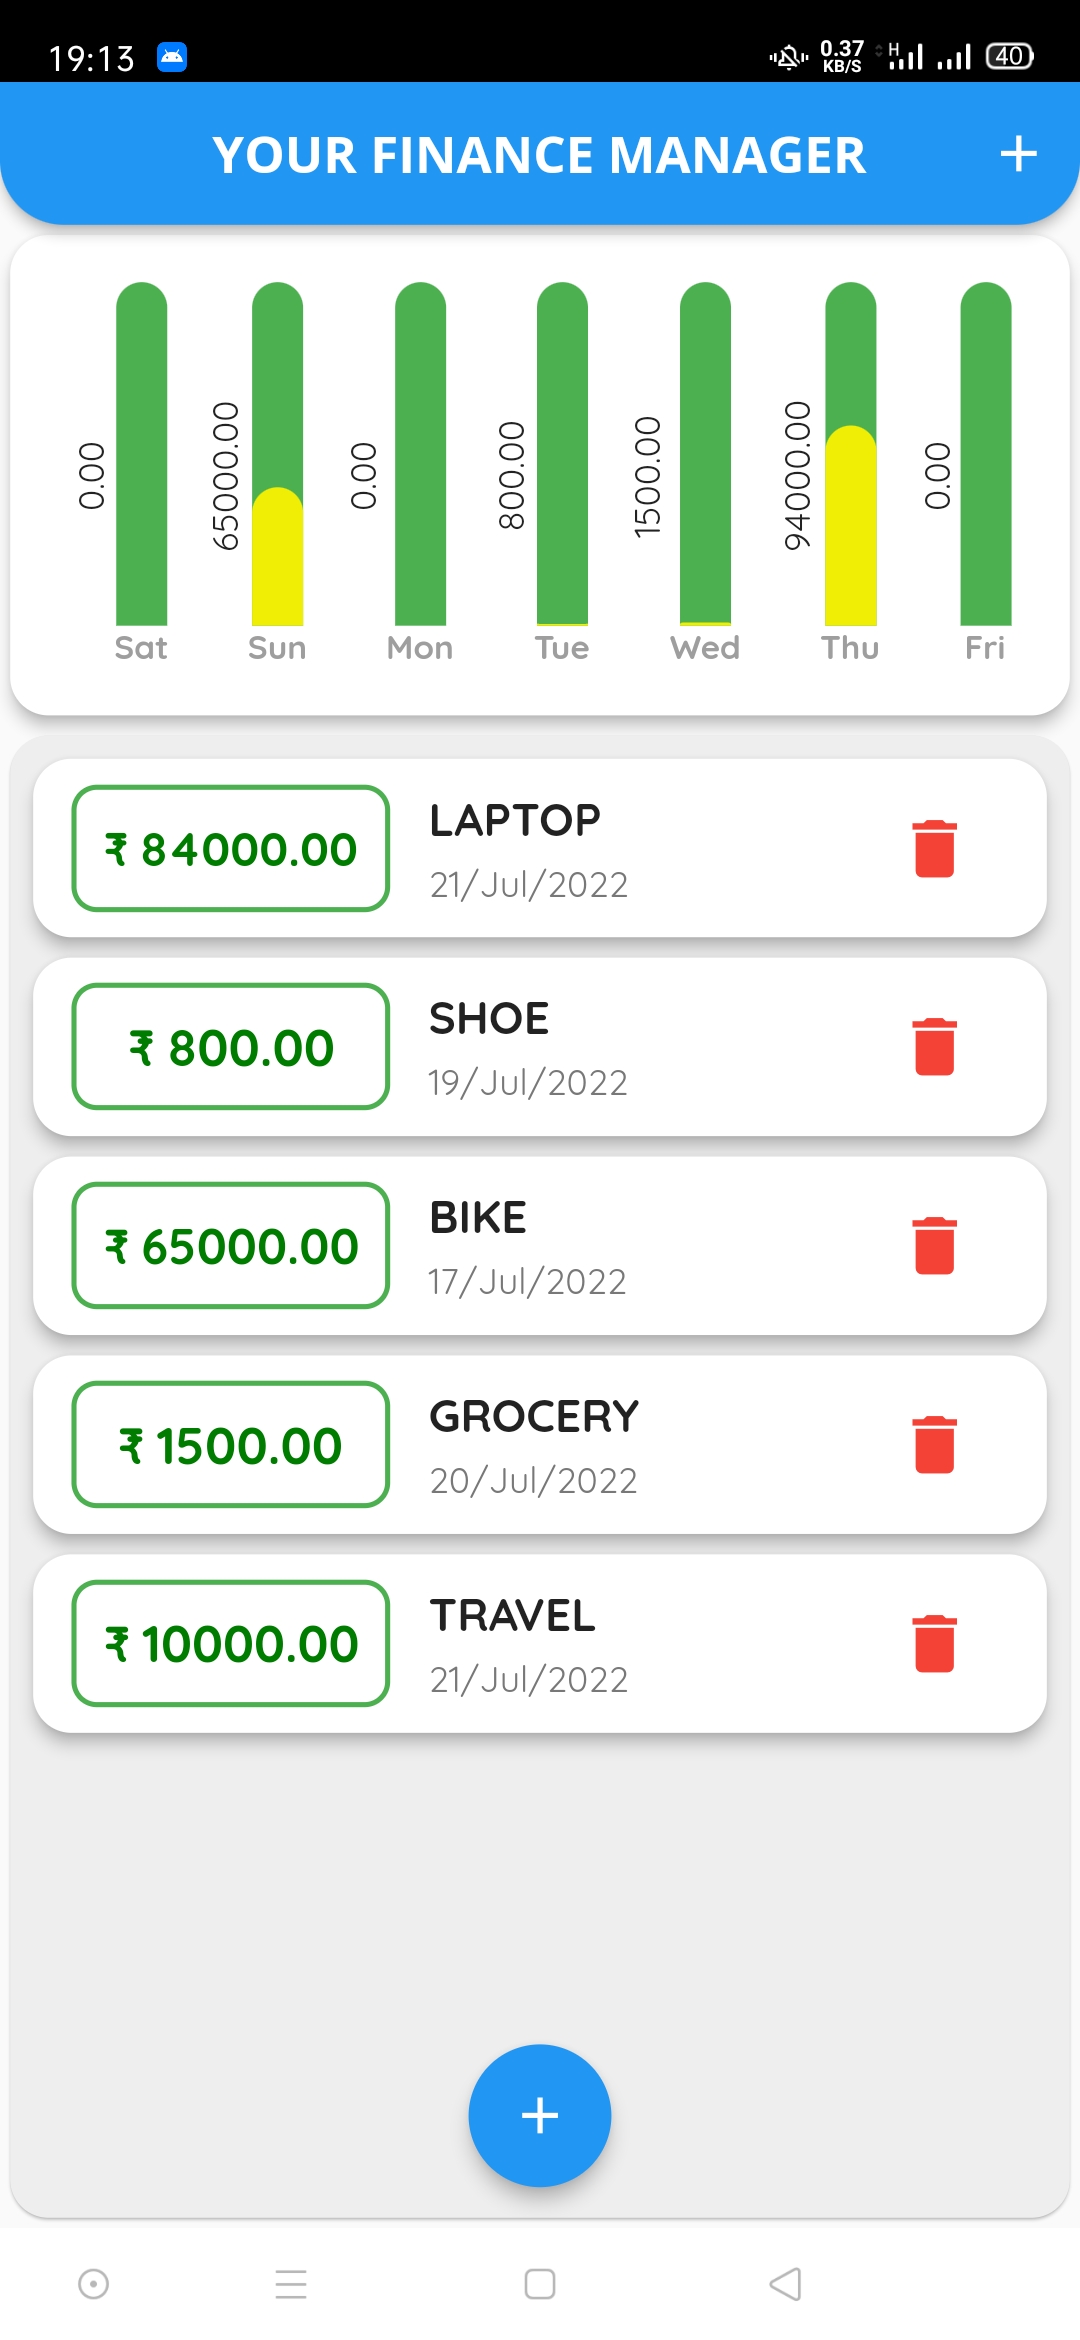 19:13
0.37
KB/S
H
40
YOUR FINANCE MANAGER
0.00
65000.00
0.00
800.00
1500.00
94000.00
0.00
Sat Sun Mon Tue Wed Thu Fri
₹ 84000.00
LAPTOP
21/Jul/2022
₹ 800.00
SHOE
19/Jul/2022
₹ 65000.00
BIKE
17/Jul/2022
₹ 1500.00
GROCERY
20/Jul/2022
₹ 10000.00
TRAVEL
21/Jul/2022